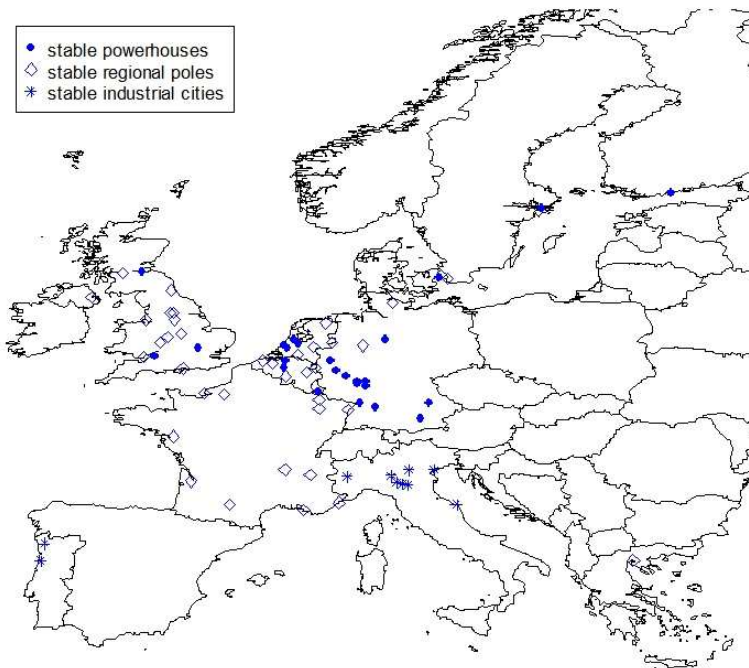 stable powerhouses
stable regional poles
stable industrial cities